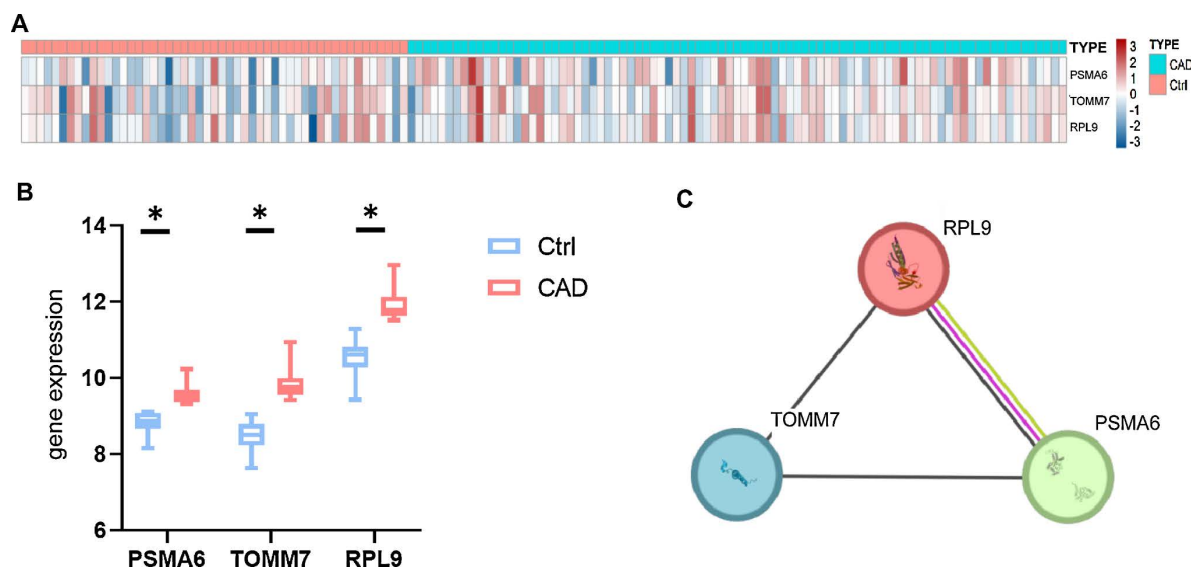 A
TYPE
PSMA6
TOMM7
RPL9
3
2
1
0
-1
-2
-3
TYPE
CAD
Ctrl
B
14
12
10
8
6
gene expression
*
*
*
PSMA6
TOMM7
RPL9
Ctrl
CAD
C
RPL9
TOMM7
PSMA6